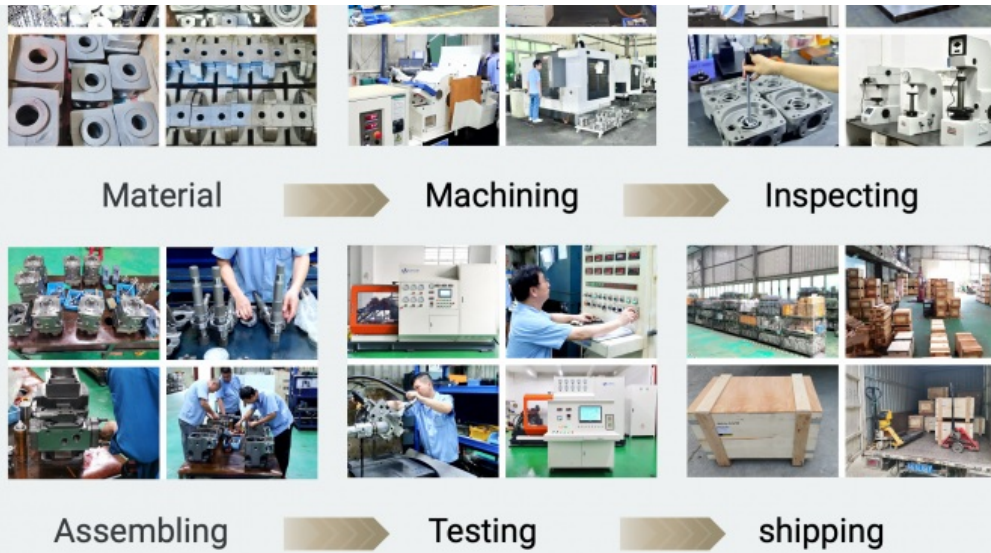 Material
Machining
Inspecting
Assembling
Testing
shipping